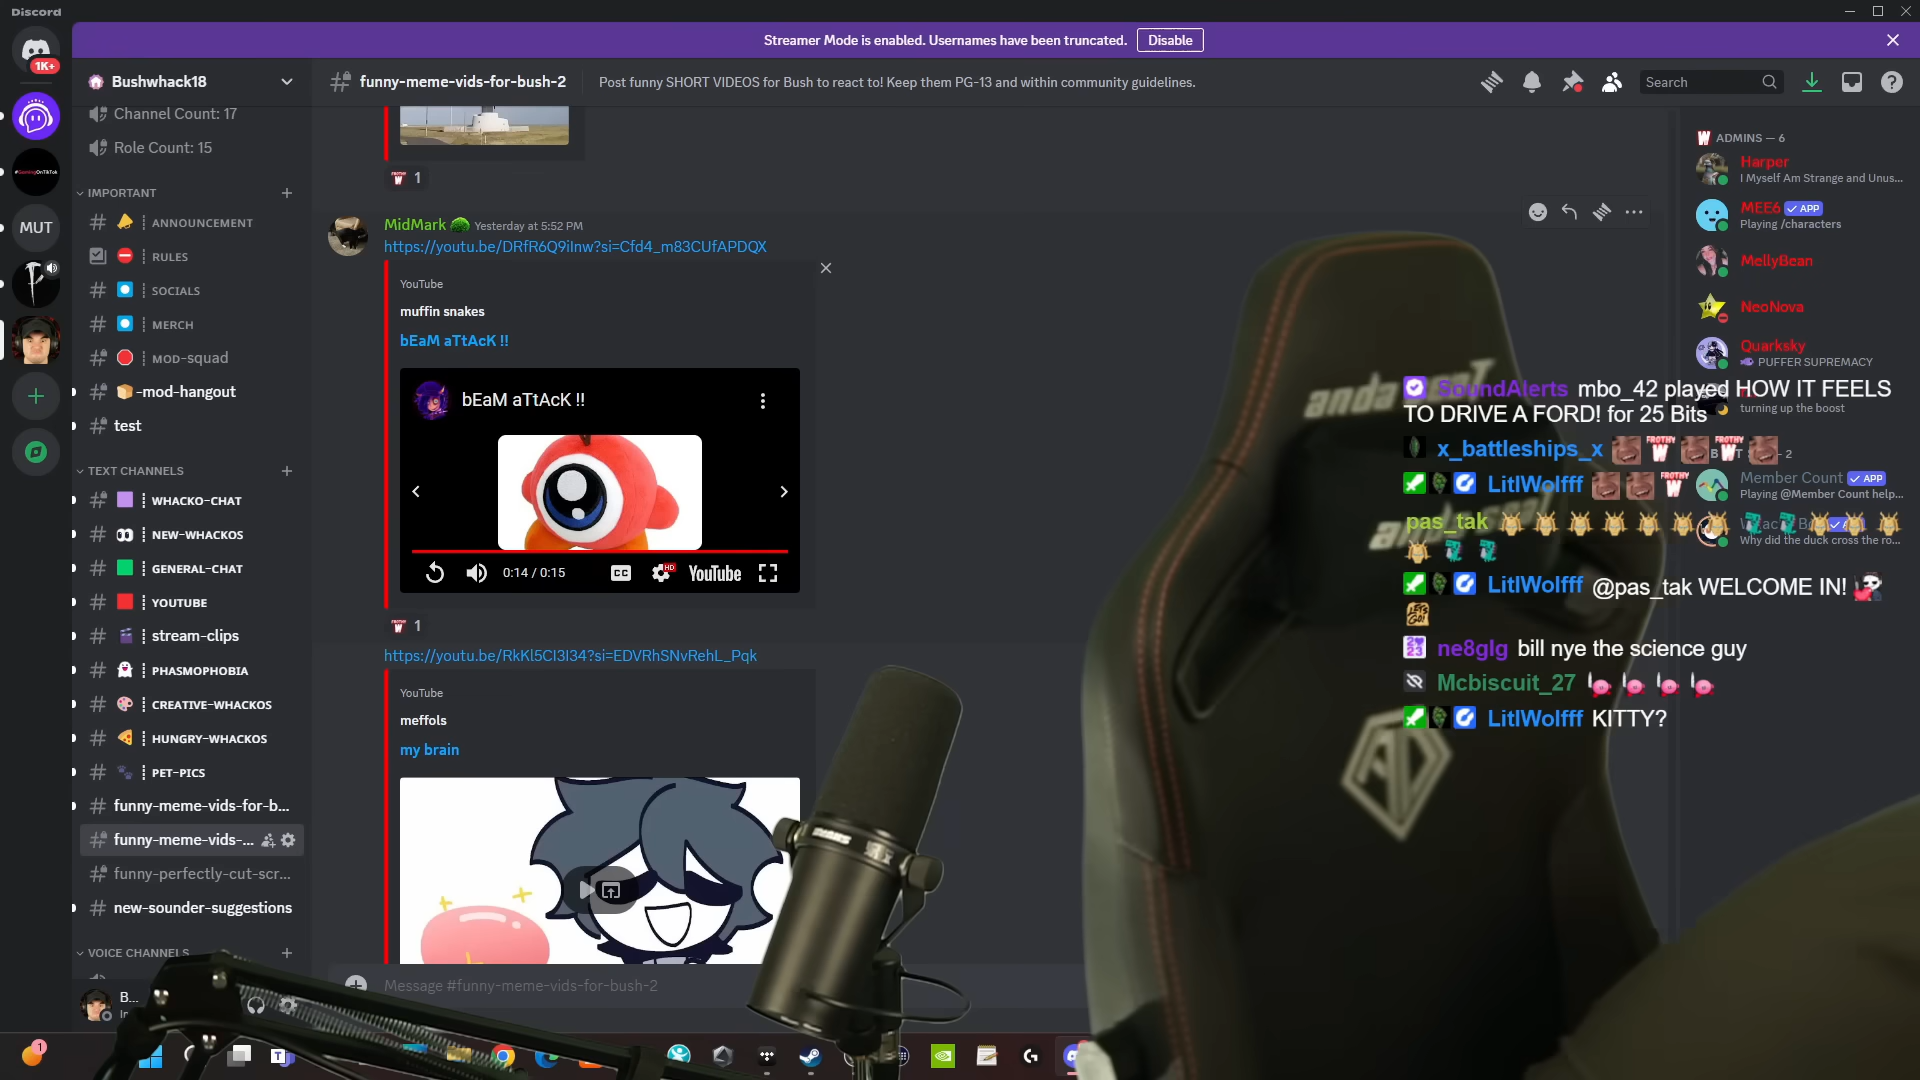 Discord
Streamer Mode is enabled. Usernames have been truncated. Disable
1K+
MUT
Bushwhack18
Channel Count: 17
Role Count: 15
IMPORTANT
ANNOUNCEMENT
RULES
SOCIALS
MERCH
MOD-squad
-mod-hangout
test
TEXT CHANNELS
WHACKO-CHAT
NEW-WHACKOS
GENERAL-CHAT
YOUTUBE
stream-clips
PHASMOPHOBIA
CREATIVE-WHACKOS
HUNGRY-WHACKOS
PET-PICS
funny-meme-vids-for-b...
funny-meme-vids-...
funny-perfectly-cut-scr...
new-sounder-suggestions
VOICE CHANNELS
B...
funny-meme-vids-for-bush-2
Post funny SHORT VIDEOS for Bush to react to! Keep them PG-13 and within community guidelines.
Search
1
MidMark Yesterday at 5:52 PM
https://youtu.be/DRfR6Q9iInw?si=Cfd4_m83CUfAPDQX
YouTube
muffin snakes
bEaM aTtAcK !!
bEaM aTtAcK !!
0:14 / 0:15
CC
HD
YouTube
1
https://youtu.be/RkKl5CI3I34?si=EDVRhSNvRehL_Pqk
YouTube
meffols
my brain
Message #funny-meme-vids-for-bush-2
ADMINS — 6
Harper
I Myself Am Strange and Unus...
MEE6 APP
Playing /characters
MellyBean
NeoNova
Quarksky
PUFFER SUPREMACY
turning up the boost
Member Count APP
Playing @Member Count help...
Why did the duck cross the ro...
SoundAlerts mbo_42 played HOW IT FEELS
TO DRIVE A FORD! for 25 Bits
x_battleships_x
LitlWolfff
pas_tak
LitlWolfff @pas_tak WELCOME IN!
ne8glg bill nye the science guy
Mcbiscuit_27
LitlWolfff KITTY?